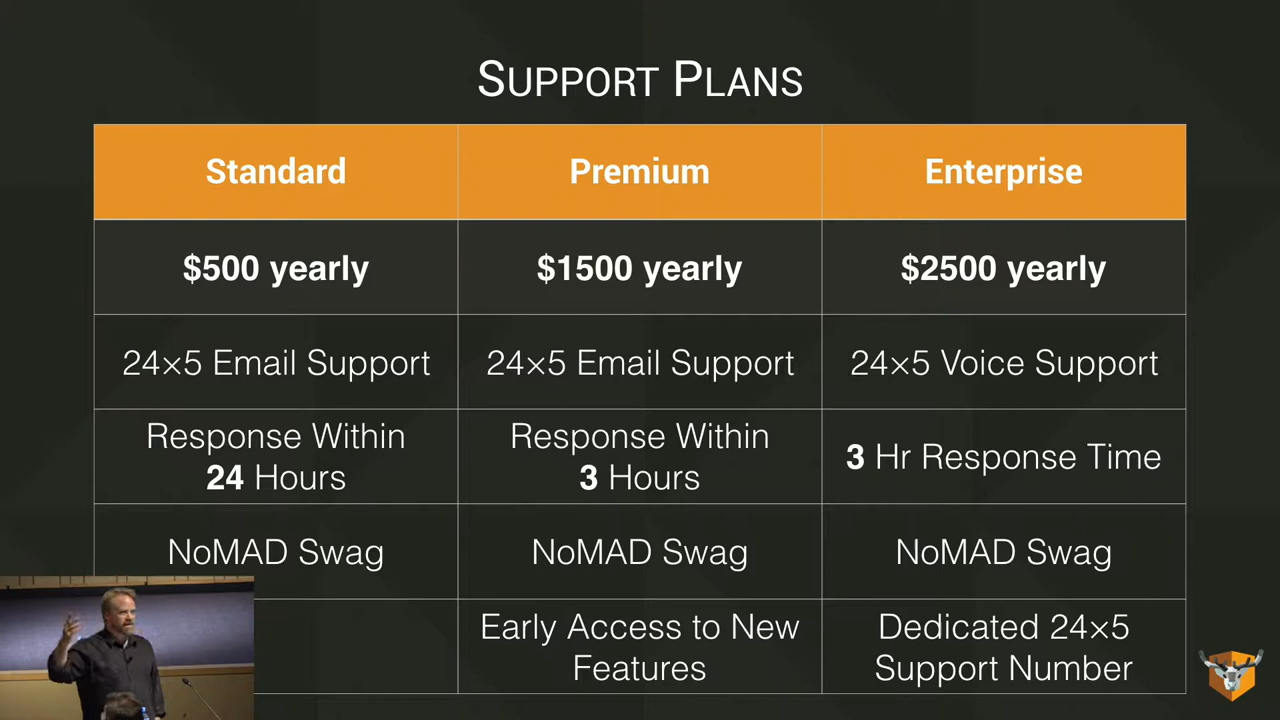 SUPPORT PLANS
Standard
Premium
Enterprise
$500 yearly
$1500 yearly
$2500 yearly
24×5 Email Support
24×5 Email Support
24×5 Voice Support
Response Within
24 Hours
Response Within
3 Hours
3 Hr Response Time
NoMAD Swag
NoMAD Swag
NoMAD Swag
Early Access to New
Features
Dedicated 24×5
Support Number